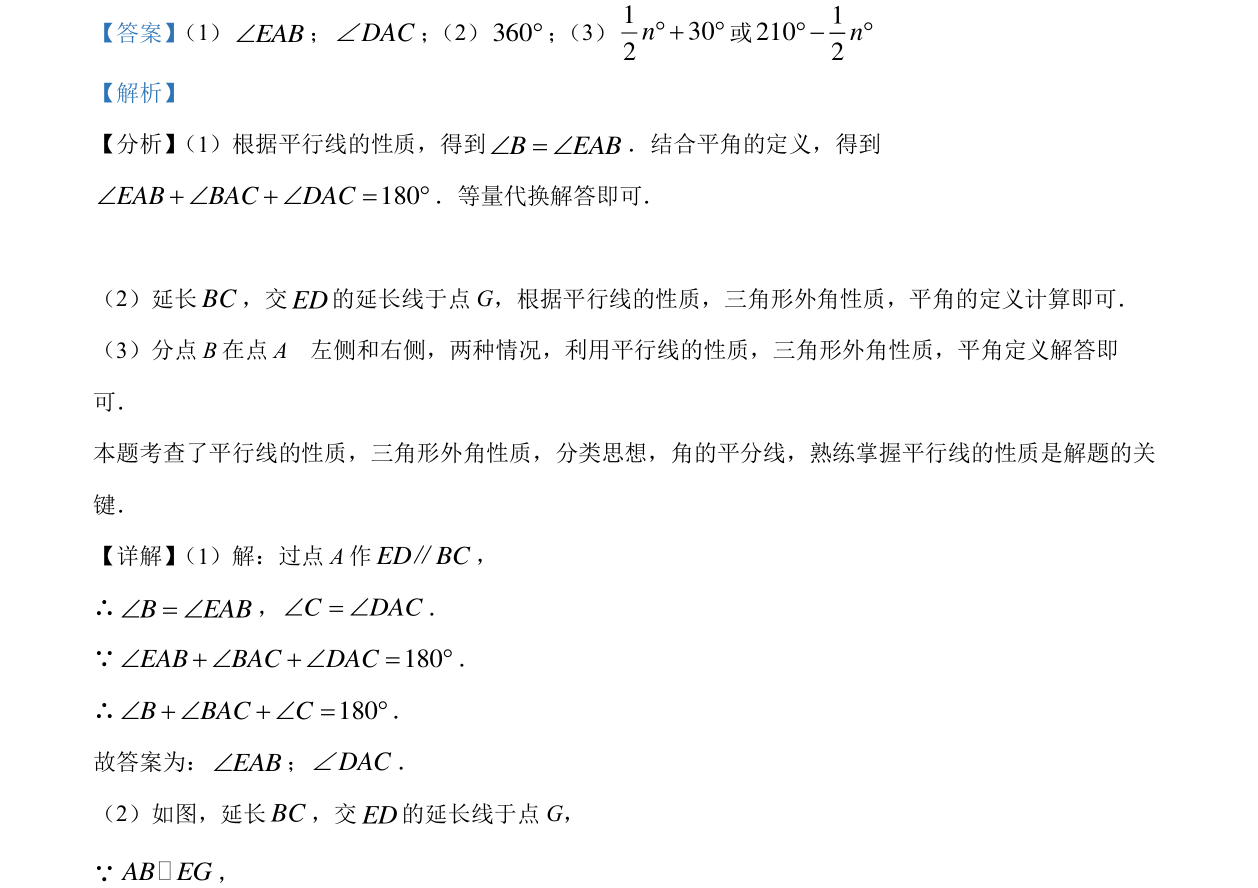 【答案】（1）∠EAB；∠DAC；（2）360°；（3）1/2 n°+30°或210°−1/2 n°
【解析】
【分析】（1）根据平行线的性质，得到∠B=∠EAB．结合平角的定义，得到
∠EAB+∠BAC+∠DAC=180°．等量代换解答即可．
（2）延长BC，交ED的延长线于点G，根据平行线的性质，三角形外角性质，平角的定义计算即可．
（3）分点B在点A 左侧和右侧，两种情况，利用平行线的性质，三角形外角性质，平角定义解答即
可．
本题考查了平行线的性质，三角形外角性质，分类思想，角的平分线，熟练掌握平行线的性质是解题的关
键．
【详解】（1）解：过点A作ED∥BC，
∴∠B=∠EAB，∠C=∠DAC．
∵∠EAB+∠BAC+∠DAC=180°．
∴∠B+∠BAC+∠C=180°．
故答案为：∠EAB；∠DAC．
（2）如图，延长BC，交ED的延长线于点G，
∵AB□EG，